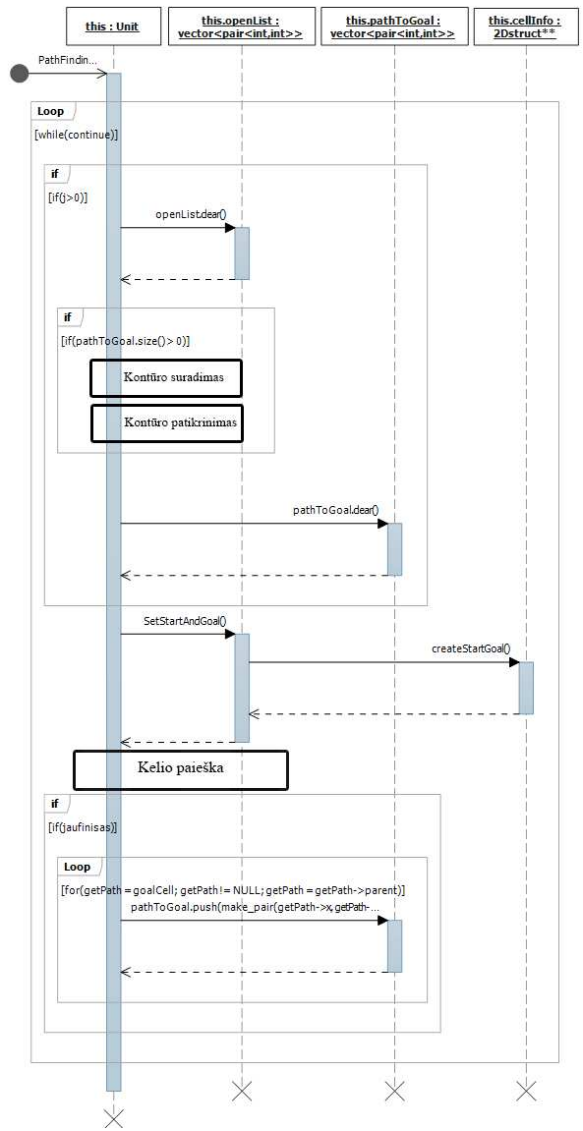 this : Unit
this.openList :
vector<pair<int,int>>
this.pathToGoal :
vector<pair<int,int>>
this.cellInfo :
2Dstruct**
PathFindin...
Loop
[while(continue)]
if
[if(j>0)]
openList.clear()
if
[if(pathToGoal.size()> 0)]
Kontūro suradimas
Kontūro patikrinimas
pathToGoal.clear()
SetStartAndGoal()
createStartGoal()
Kelio paieška
if
[if(jaufinisas)]
Loop
[for(getPath = goalCell; getPath != NULL; getPath = getPath->parent)]
pathToGoal.push(make_pair(getPath->x, getPath-...